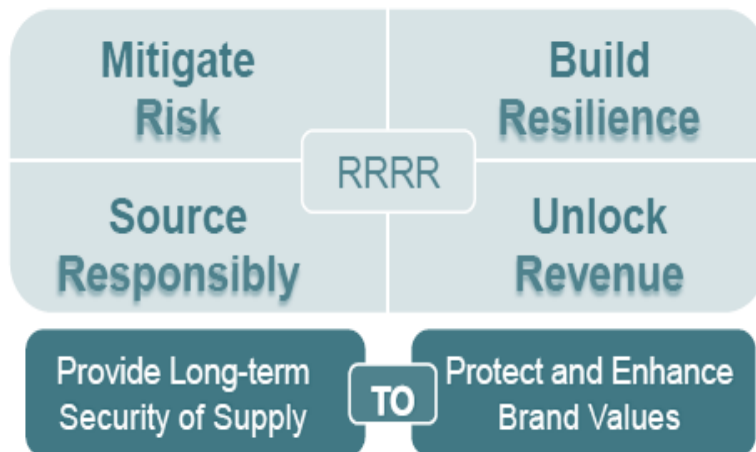 Mitigate
Risk
Build
Resilience
RRRR
Source
Responsibly
Unlock
Revenue
Provide Long-term
Security of Supply
TO
Protect and Enhance
Brand Values